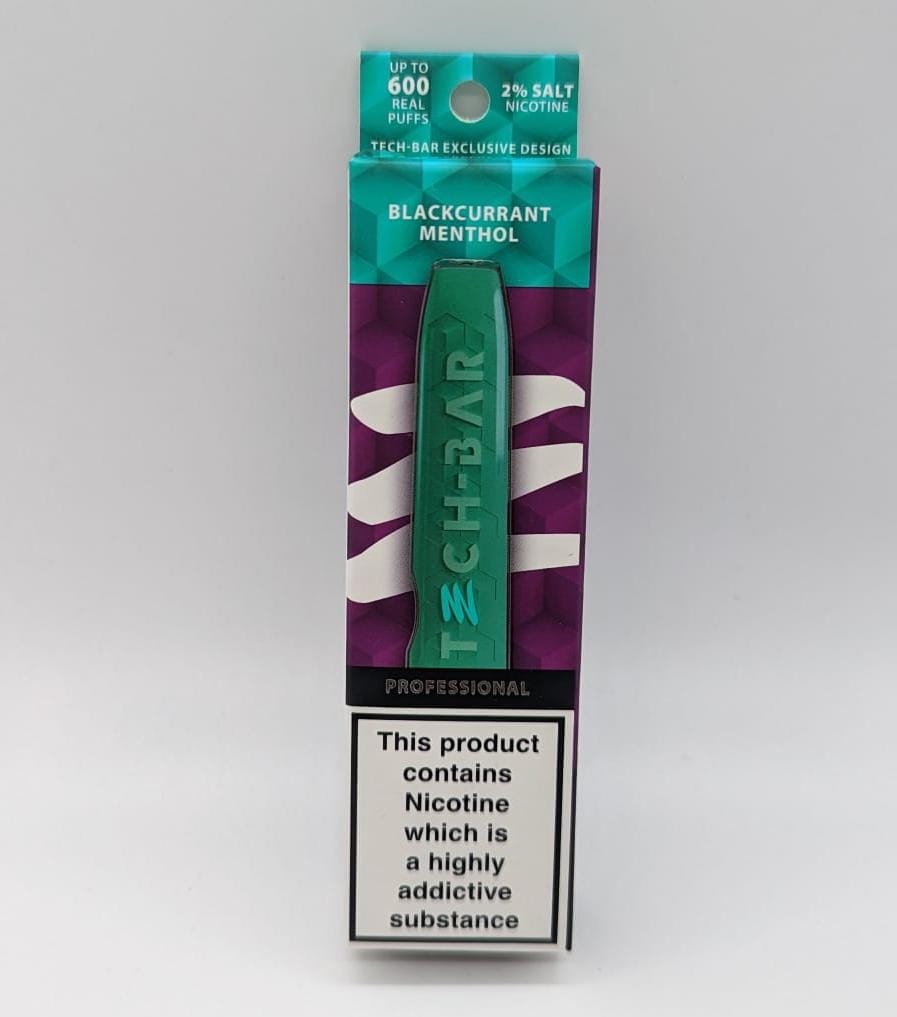 UP TO
600
REAL
PUFFS
2% SALT
NICOTINE
TECH-BAR EXCLUSIVE DESIGN
BLACKCURRANT
MENTHOL
TECH-BAR
PROFESSIONAL
This product
contains
Nicotine
which is
a highly
addictive
substance